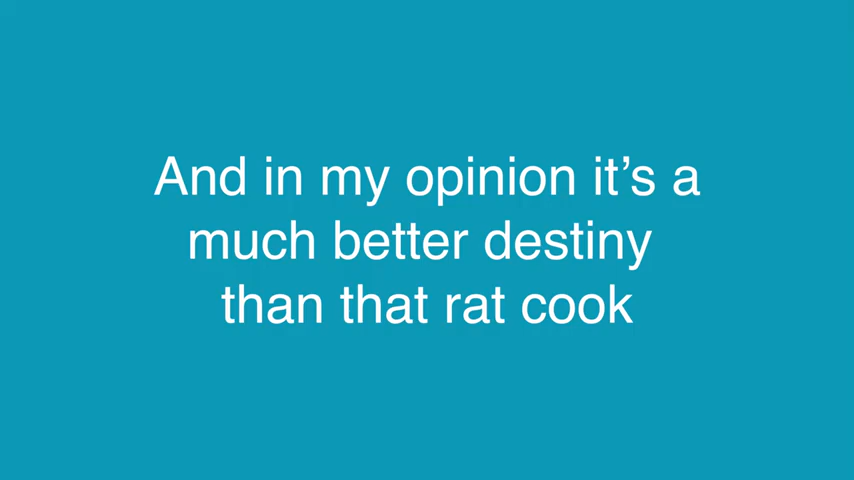 And in my opinion it’s a
much better destiny
than that rat cook